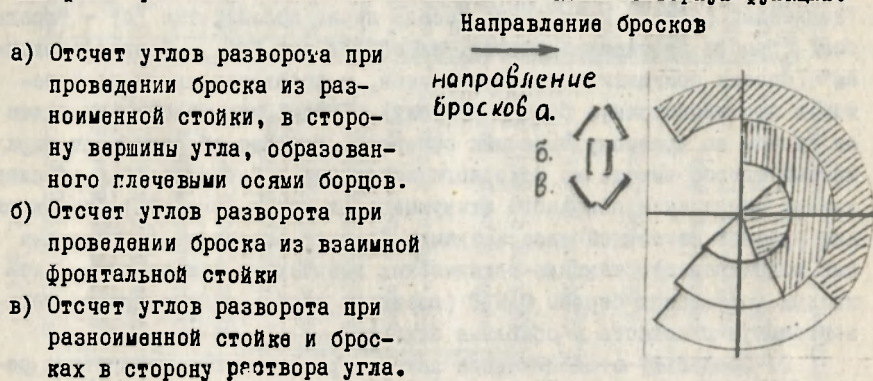 Направление бросков
а) Отсчет углов разворота при
проведении броска из раз-
ноименной стойки, в сторо-
ну вершины угла, образован-
ного плечевыми осями борцов.
б) Отсчет углов разворота при
проведении броска из взаимной
фронтальной стойки
в) Отсчет углов разворота при
разноименной стойке и брос-
ках в сторону раствора угла.
направление
бросков а.
б.
в.